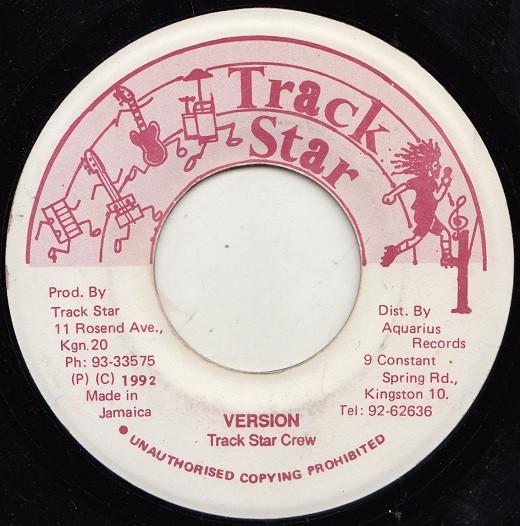 Track
Star
Prod. By
Track Star
11 Rosend Ave.,
Kgn.20
Ph: 93-33575
(P) (C) 1992
Made in
Jamaica
Dist. By
Aquarius
Records
9 Constant
Spring Rd.,
Kingston 10.
Tel: 92-62636
VERSION
Track Star Crew
UNAUTHORISED COPYING PROHIBITED